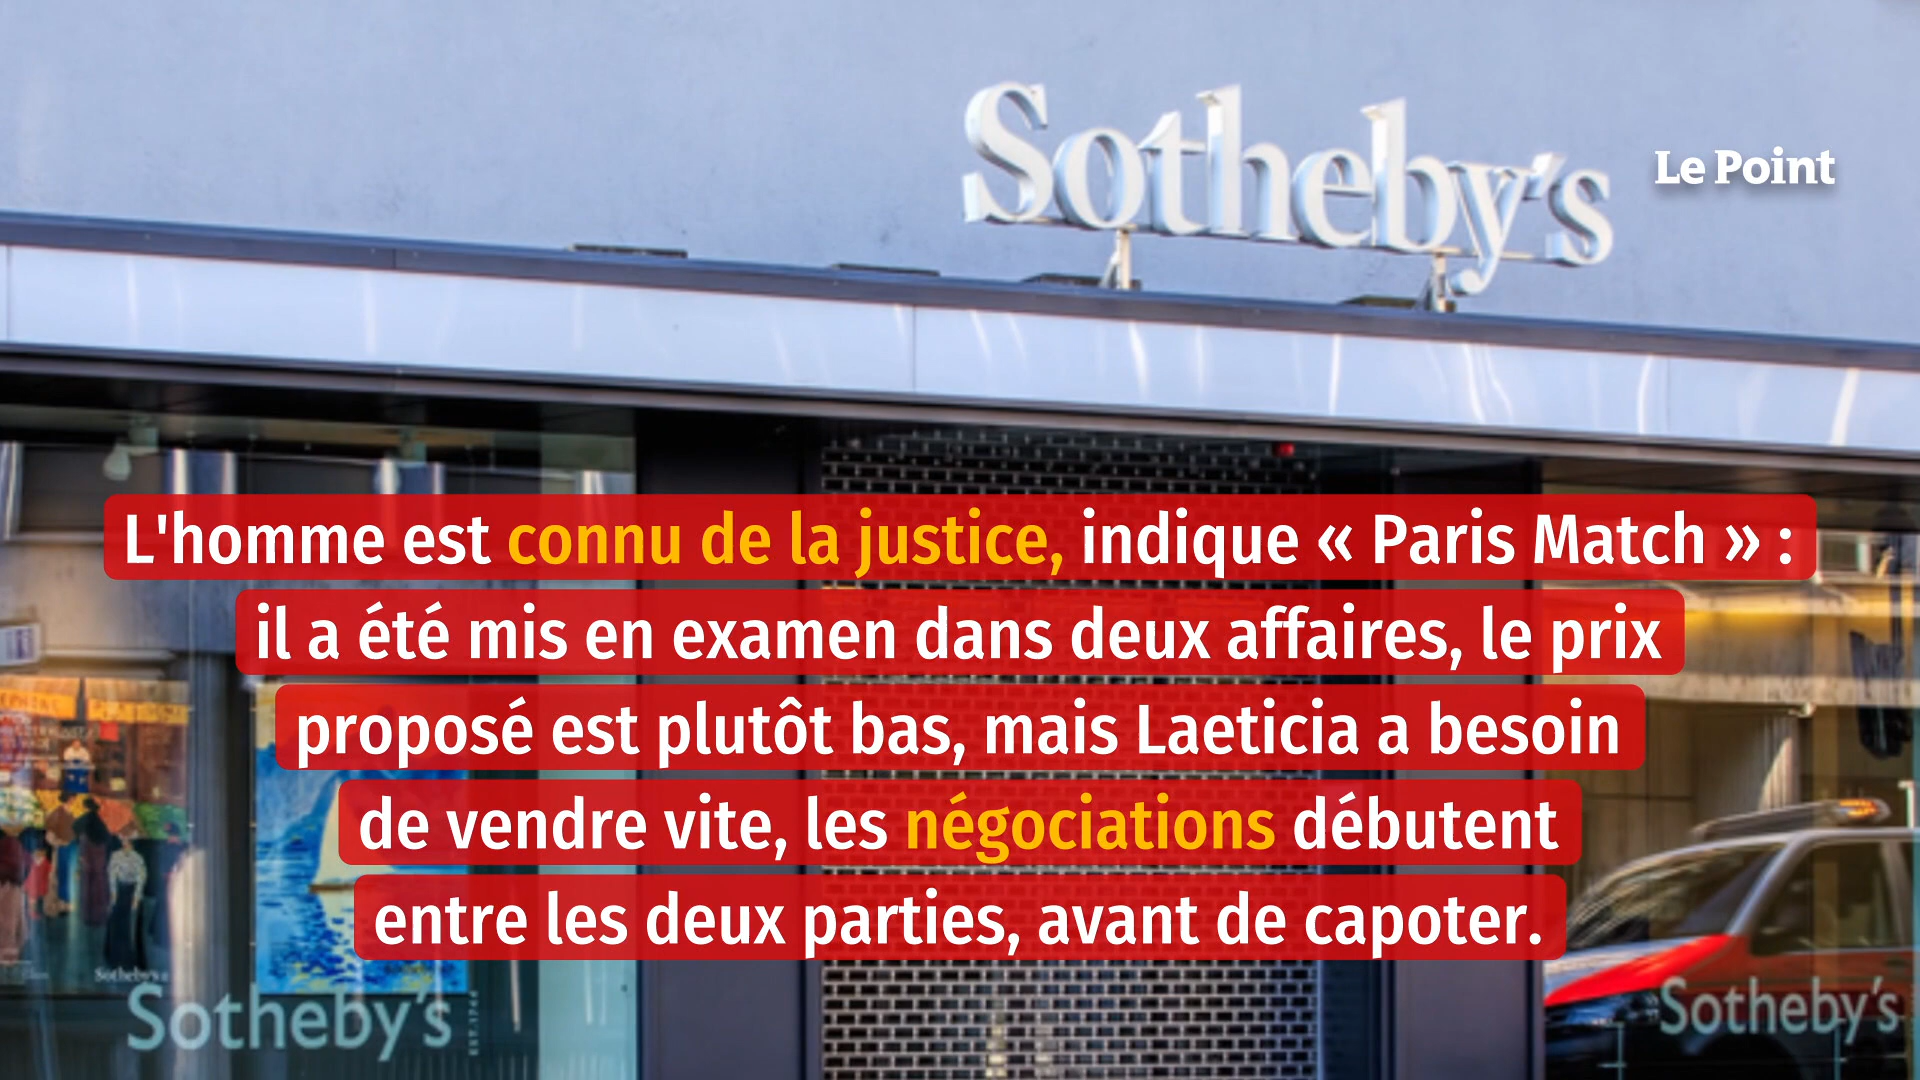 Sotheby's
Le Point
L'homme est connu de la justice, indique « Paris Match » :
il a été mis en examen dans deux affaires, le prix
proposé est plutôt bas, mais Laeticia a besoin
de vendre vite, les négociations débutent
entre les deux parties, avant de capoter.
Sotheby's
Sotheby's
Sotheby's